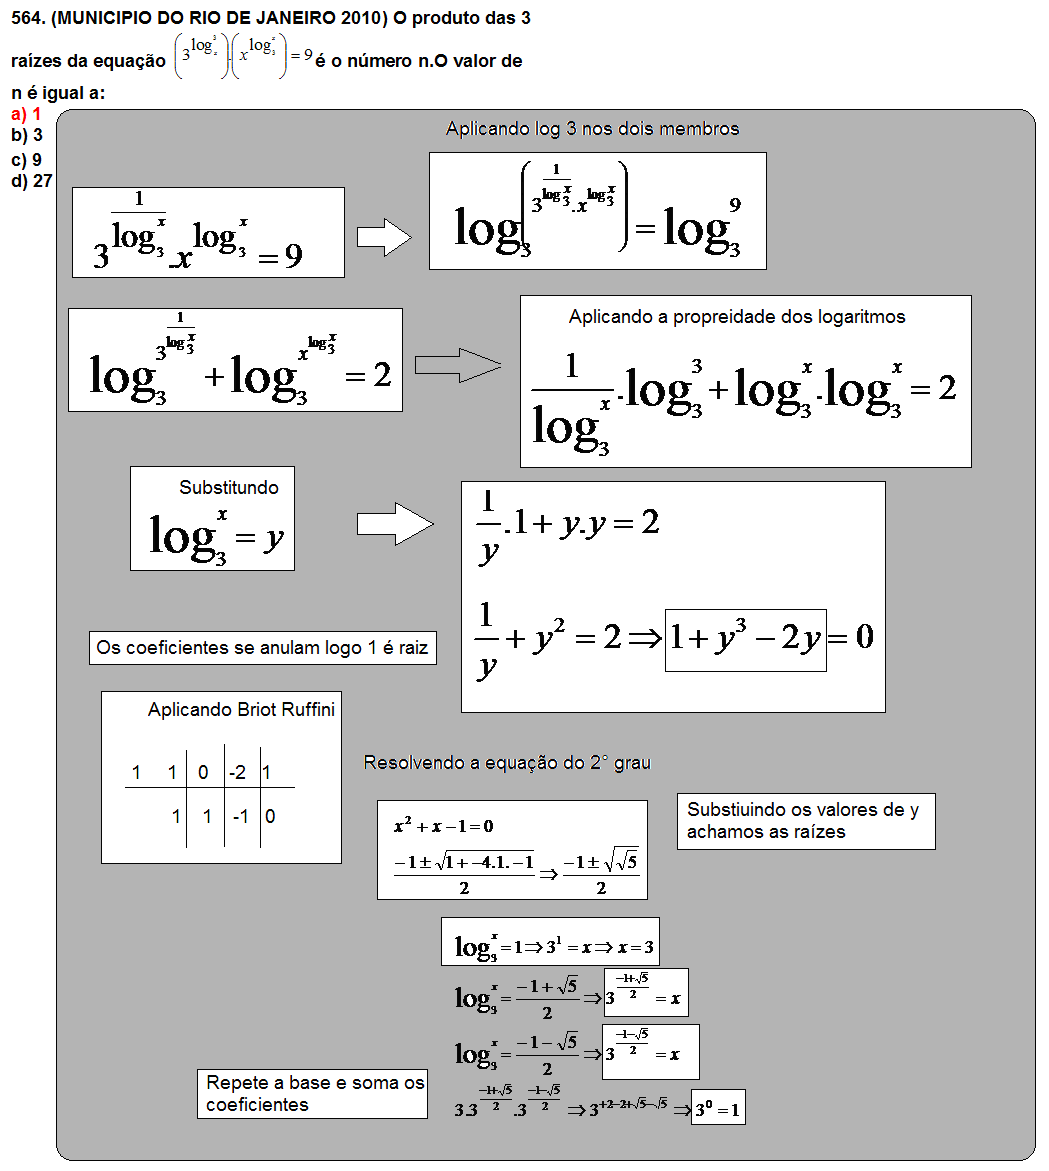 564. (MUNICIPIO DO RIO DE JANEIRO 2010) O produto das 3
raízes da equação (3^{log_x^3}).(x^{log_3^x}) = 9 é o número n.O valor de
n é igual a:
a) 1
b) 3
c) 9
d) 27
Aplicando log 3 nos dois membros
3^{1/log_3^x}.x^{log_3^x} = 9
log_3^{(3^{1/log_3^x}.x^{log_3^x})} = log_3^9
log_3^{3^{1/log_3^x}} + log_3^{x^{log_3^x}} = 2
Aplicando a propreidade dos logaritmos
1/log_3^x . log_3^3 + log_3^x . log_3^x = 2
Substitundo
log_3^x = y
1/y .1 + y.y = 2
1/y + y^2 = 2 ⇒ 1 + y^3 − 2y = 0
Os coeficientes se anulam logo 1 é raiz
Aplicando Briot Ruffini
1 1 0 -2 1
1 1 -1 0
Resolvendo a equação do 2° grau
x^2 + x − 1 = 0
(−1 ± √(1 + −4.1. −1))/2 ⇒ (−1 ± √√5)/2
Substiuindo os valores de y
achamos as raízes
log_3^x = 1 ⇒ 3^1 = x ⇒ x = 3
log_3^x = (−1 + √5)/2 ⇒ 3^{(−1+√5)/2} = x
log_3^x = (−1 − √5)/2 ⇒ 3^{(−1−√5)/2} = x
Repete a base e soma os
coeficientes
3.3^{(−1+√5)/2}.3^{(−1−√5)/2} ⇒ 3^{+2−2+√5−√5} ⇒ 3^0 = 1